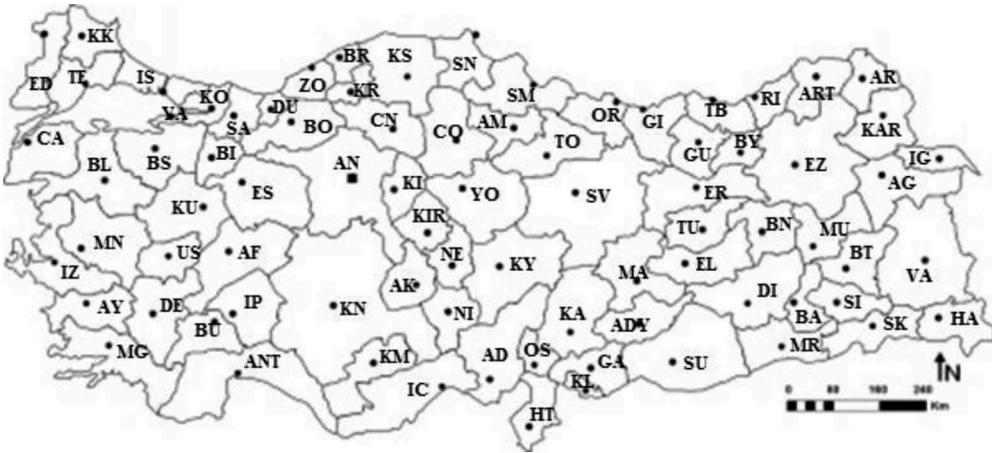 KK
BR
KS
SN
ED
TE
IS
ZO
KR
SM
KO
YA
SA
DU
BO
CN
AM
OR
GI
TB
RI
ART
AR
CA
BL
BS
BI
AN
CO
TO
GU
BY
EZ
KAR
IG
ES
KI
YO
SV
ER
AG
KU
KIR
TU
BN
MU
MN
US
AF
NE
KY
MA
EL
BT
VA
IZ
AK
AY
DE
IP
KN
NI
KA
ADY
DI
BA
SI
HA
BU
SK
MG
ANT
KM
AD
OS
GA
SU
MR
IC
KL
HT
N
0 80 160 240
Km